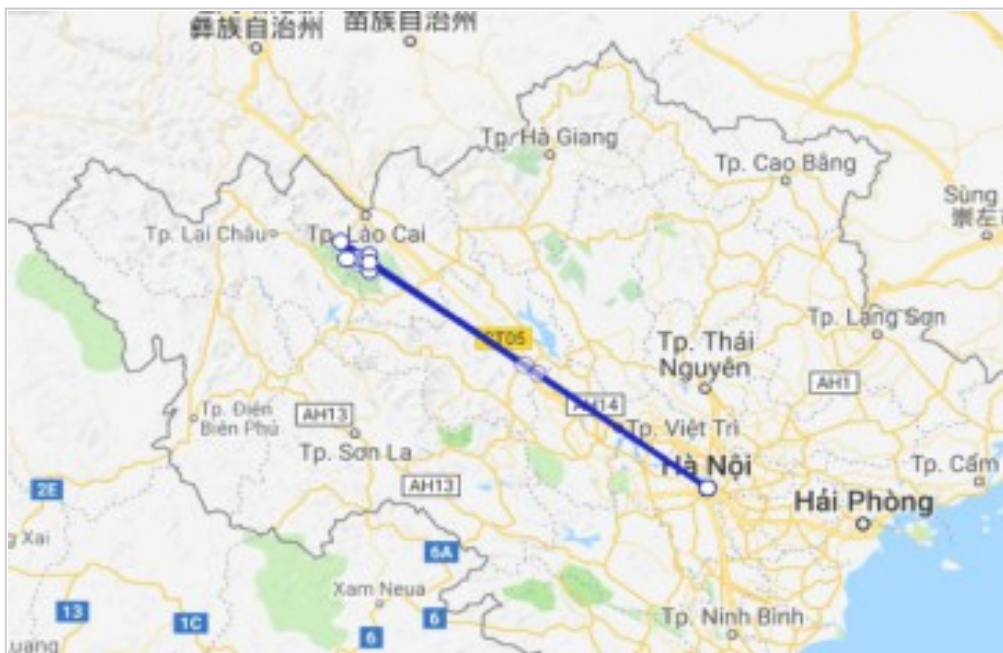 彝族自治州
苗族自治州
Tp. Hà Giang
Tp. Cao Bằng
Sùng
崇左
Tp. Lai Châu
Tp. Lào Cai
Tp. Lạng Sơn
CT05
Tp. Thái
Nguyên
AH1
Tp. Điện
Biên Phủ
AH13
AH14
Tp. Việt Trì
Tp. Sơn La
Hà Nội
Tp. Cẩm
2E
AH13
Hải Phòng
g Xai
6A
Xam Neua
13
1C
6
6
Tp. Ninh Bình
uang